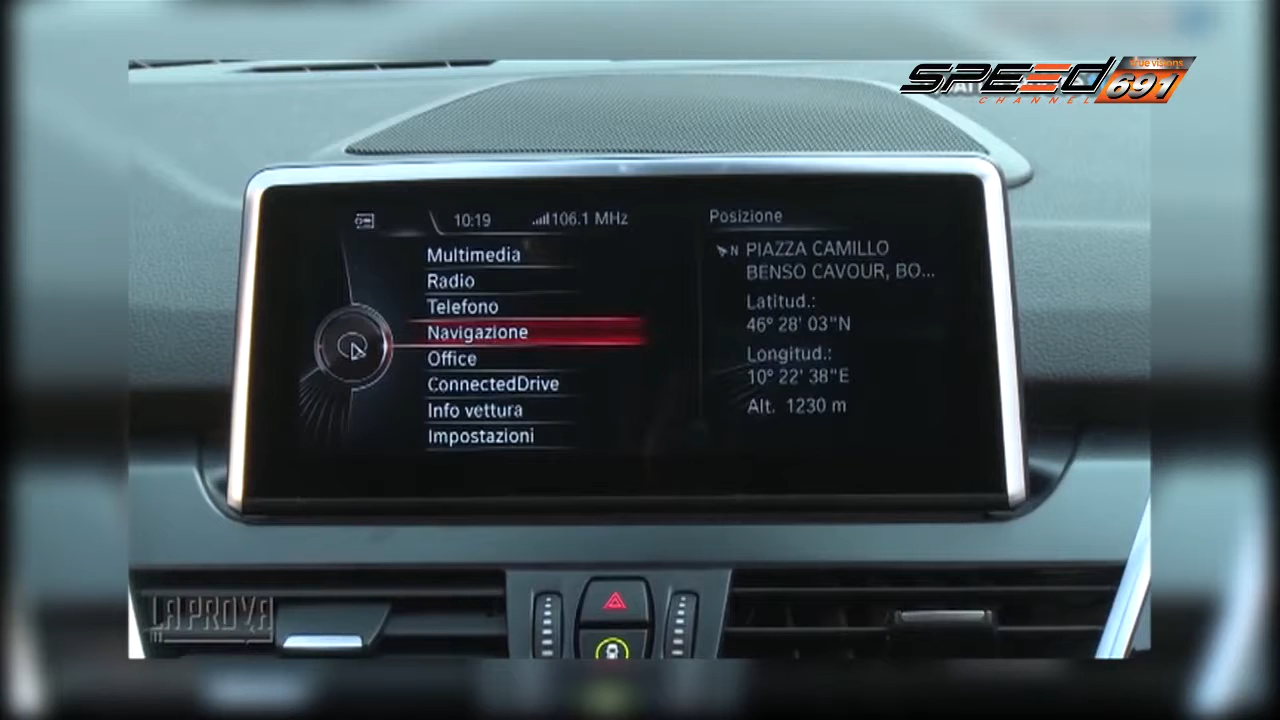 SPEED
CHANNEL
True visions
691
10:19
106.1 MHz
Multimedia
Radio
Telefono
Navigazione
Office
ConnectedDrive
Info vettura
Impostazioni
Posizione
N PIAZZA CAMILLO
BENSO CAVOUR, BO...
Latitud.:
46° 28' 03"N
Longitud.:
10° 22' 38"E
Alt. 1230 m
LA PROVA